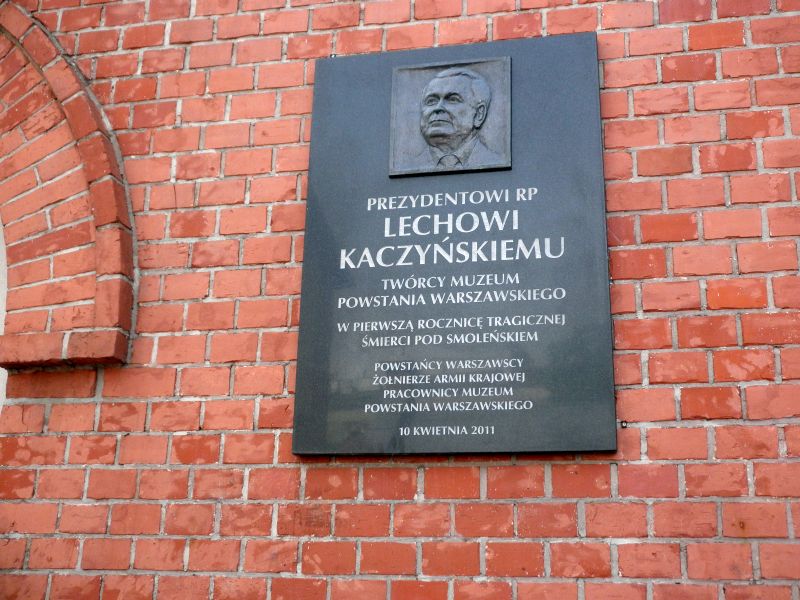 PREZYDENTOWI RP
LECHOWI
KACZYŃSKIEMU
TWÓRCY MUZEUM
POWSTANIA WARSZAWSKIEGO
W PIERWSZĄ ROCZNICĘ TRAGICZNEJ
ŚMIERCI POD SMOLEŃSKIEM
POWSTAŃCY WARSZAWSCY
ŻOŁNIERZE ARMII KRAJOWEJ
PRACOWNICY MUZEUM
POWSTANIA WARSZAWSKIEGO
10 KWIETNIA 2011